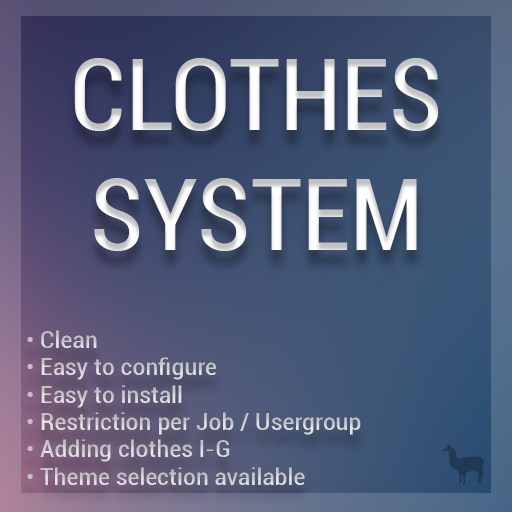 CLOTHES
SYSTEM
• Clean
• Easy to configure
• Easy to install
• Restriction per Job / Usergroup
• Adding clothes I-G
• Theme selection available